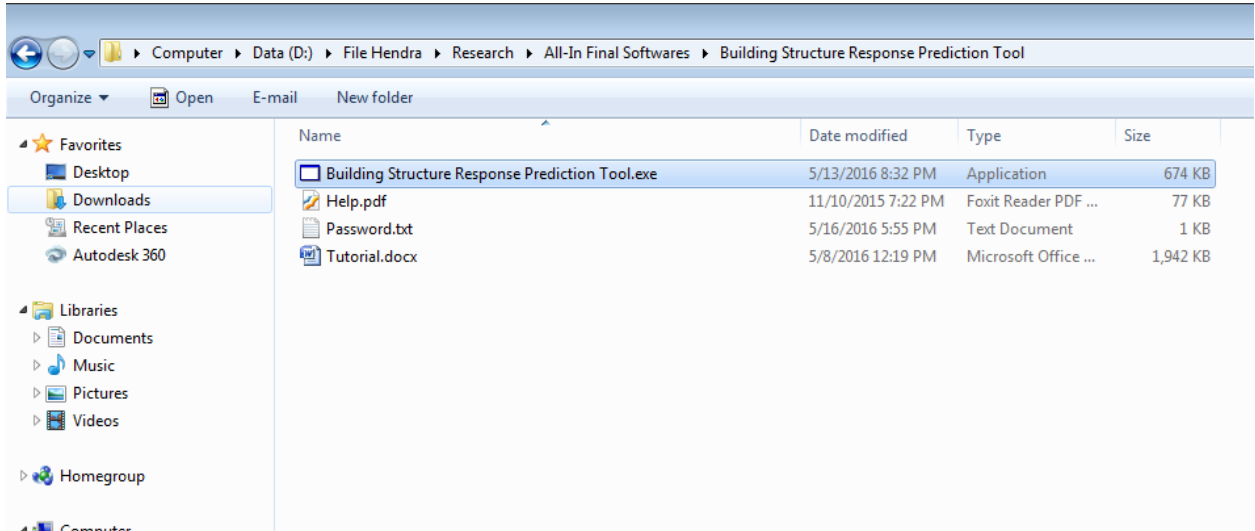 Computer Data (D:) File Hendra Research All-In Final Softwares Building Structure Response Prediction Tool
Organize Open E-mail New folder
Favorites
Desktop
Downloads
Recent Places
Autodesk 360
Libraries
Documents
Music
Pictures
Videos
Homegroup
Computer
Name Date modified Type Size
Building Structure Response Prediction Tool.exe 5/13/2016 8:32 PM Application 674 KB
Help.pdf 11/10/2015 7:22 PM Foxit Reader PDF ... 77 KB
Password.txt 5/16/2016 5:55 PM Text Document 1 KB
Tutorial.docx 5/8/2016 12:19 PM Microsoft Office ... 1,942 KB